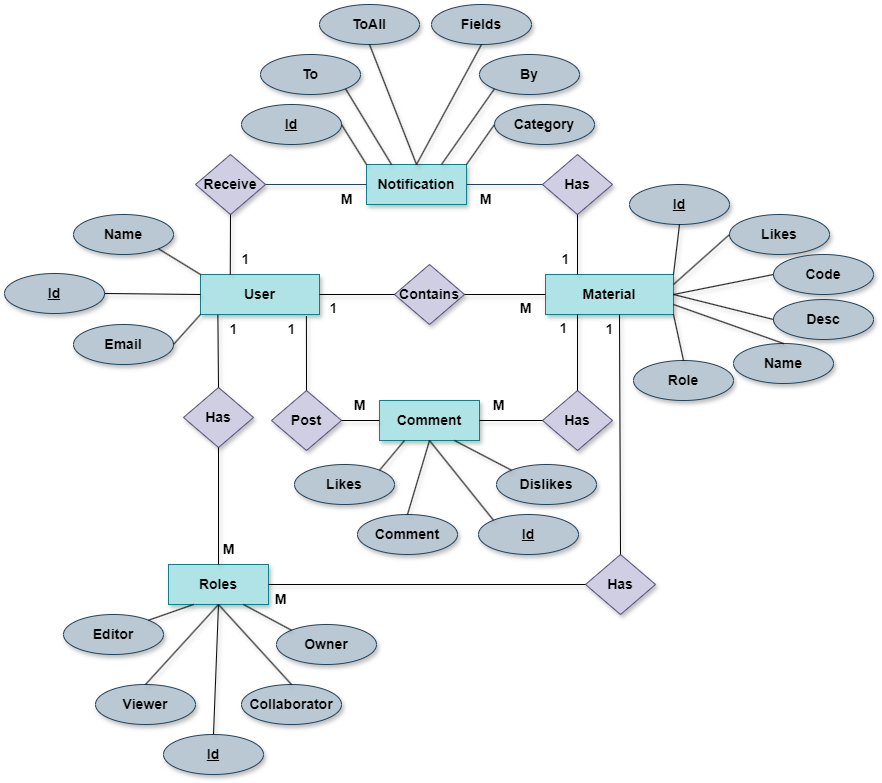 ToAll
Fields
To
By
Id
Category
Receive
Notification
Has
M
M
Id
Name
Likes
1
1
Code
Id
User
Contains
Material
1
M
Desc
1
1
1
1
Email
Name
Role
M
M
Has
Post
Comment
Has
Likes
Dislikes
Comment
Id
M
Roles
Has
M
Editor
Owner
Viewer
Collaborator
Id